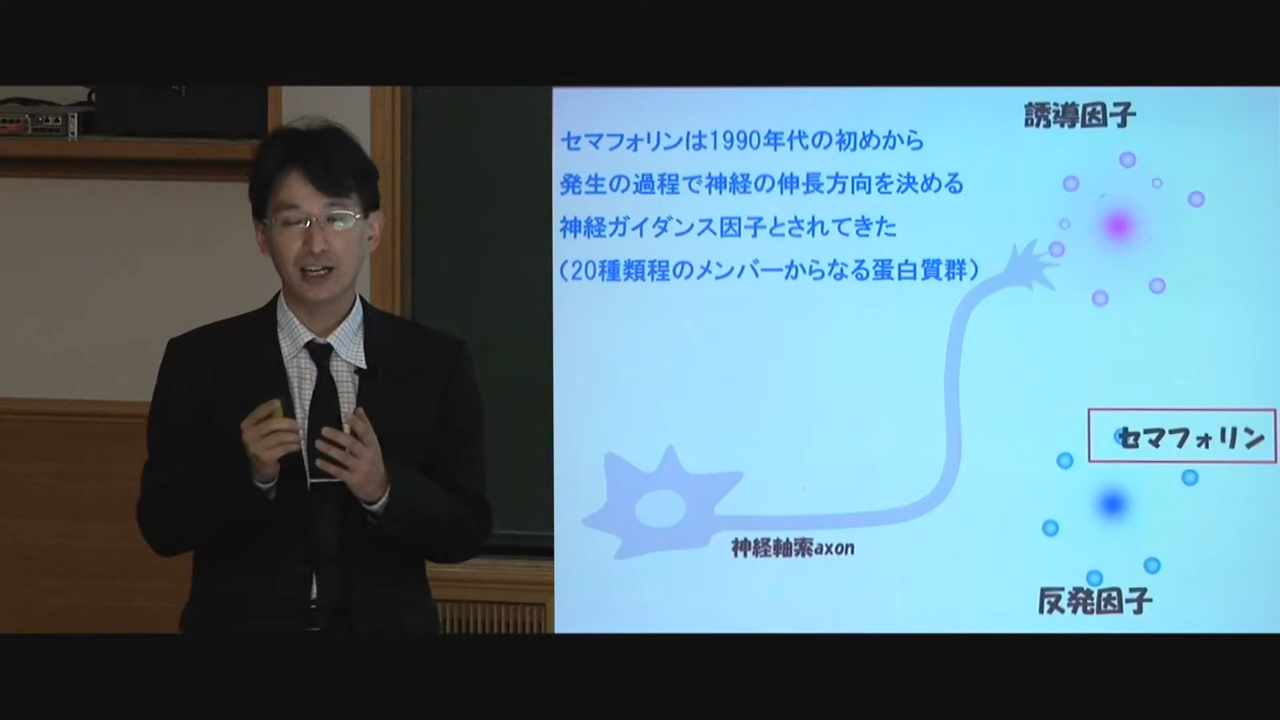 セマフォリンは1990年代の初めから
発生の過程で神経の伸長方向を決める
神経ガイダンス因子とされてきた
(20種類程のメンバーからなる蛋白質群)
誘導因子
セマフォリン
神経軸索axon
反発因子